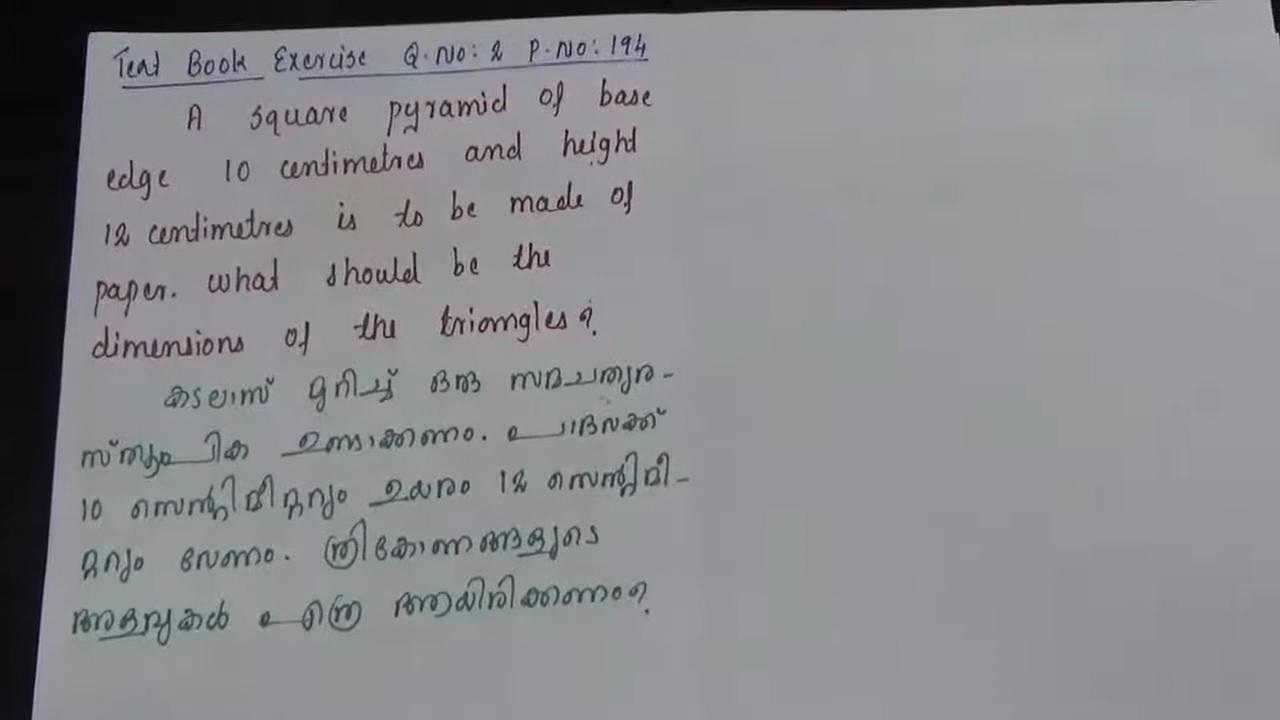 Text Book Exercise Q.No: 2 P.No: 194
A square pyramid of base
edge 10 centimetres and height
12 centimetres is to be made of
paper. what should be the
dimensions of the triangles?
കടലാസ് മുറിച്ച് ഒരു സമചതുര-
സ്തൂപിക ഉണ്ടാക്കണം. പാദവക്ക്
10 സെന്റിമീറ്ററും ഉയരം 12 സെന്റിമീ-
റ്ററും വേണം. ത്രികോണങ്ങളുടെ
അളവുകൾ എത്ര ആയിരിക്കണം?